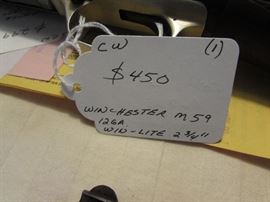 CW (1)
$450
WINCHESTER M59
12GA
WIN-LITE 2 3/4"